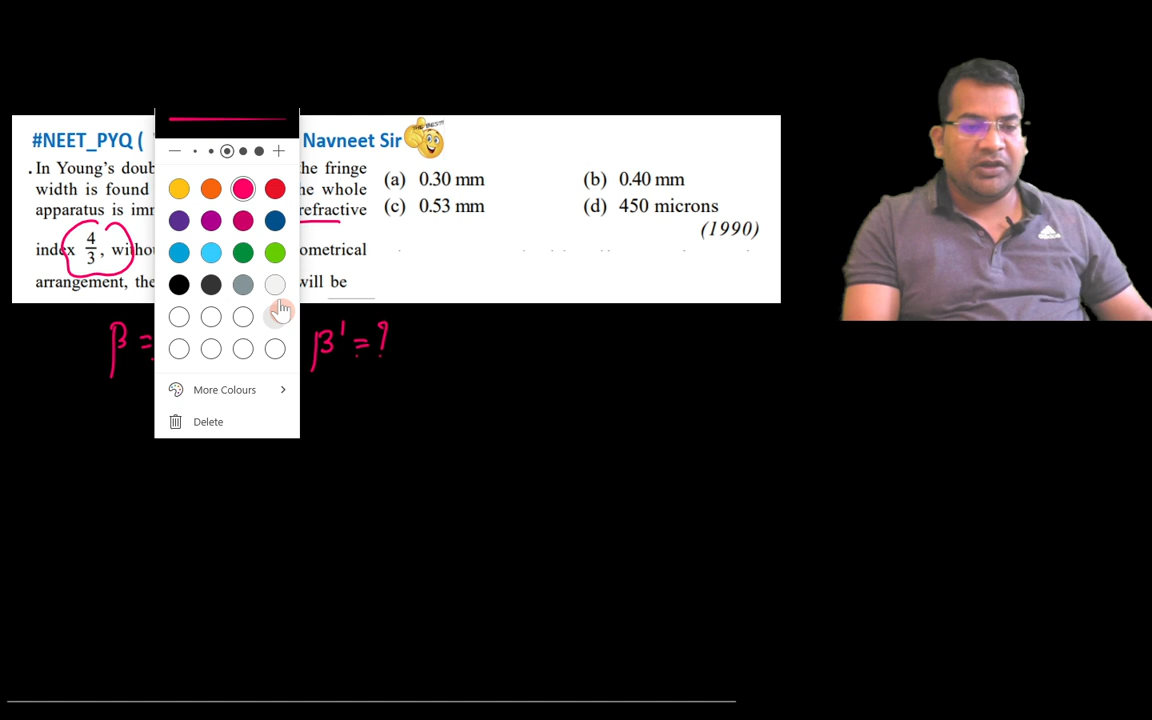 #NEET_PYQ (
Navneet Sir
. In Young's doub he fringe
width is found he whole
apparatus is imm refractive
index 4/3, witho ometrical
arrangement, the will be
(a) 0.30 mm (b) 0.40 mm
(c) 0.53 mm (d) 450 microns
(1990)
β = β' = ?
More Colours
Delete
adidas